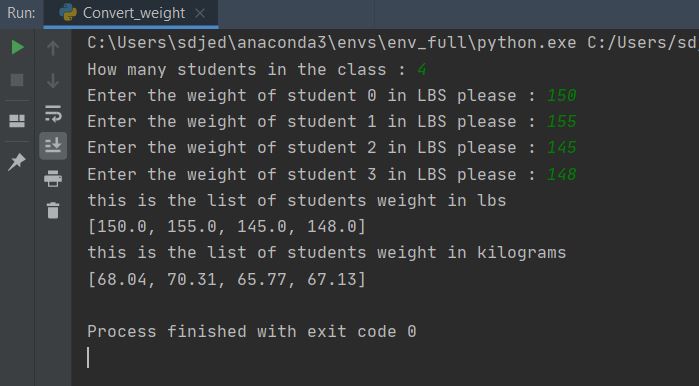 Run: Convert_weight
C:\Users\sdjed\anaconda3\envs\env_full\python.exe C:/Users/sd
How many students in the class : 4
Enter the weight of student 0 in LBS please : 150
Enter the weight of student 1 in LBS please : 155
Enter the weight of student 2 in LBS please : 145
Enter the weight of student 3 in LBS please : 148
this is the list of students weight in lbs
[150.0, 155.0, 145.0, 148.0]
this is the list of students weight in kilograms
[68.04, 70.31, 65.77, 67.13]
Process finished with exit code 0